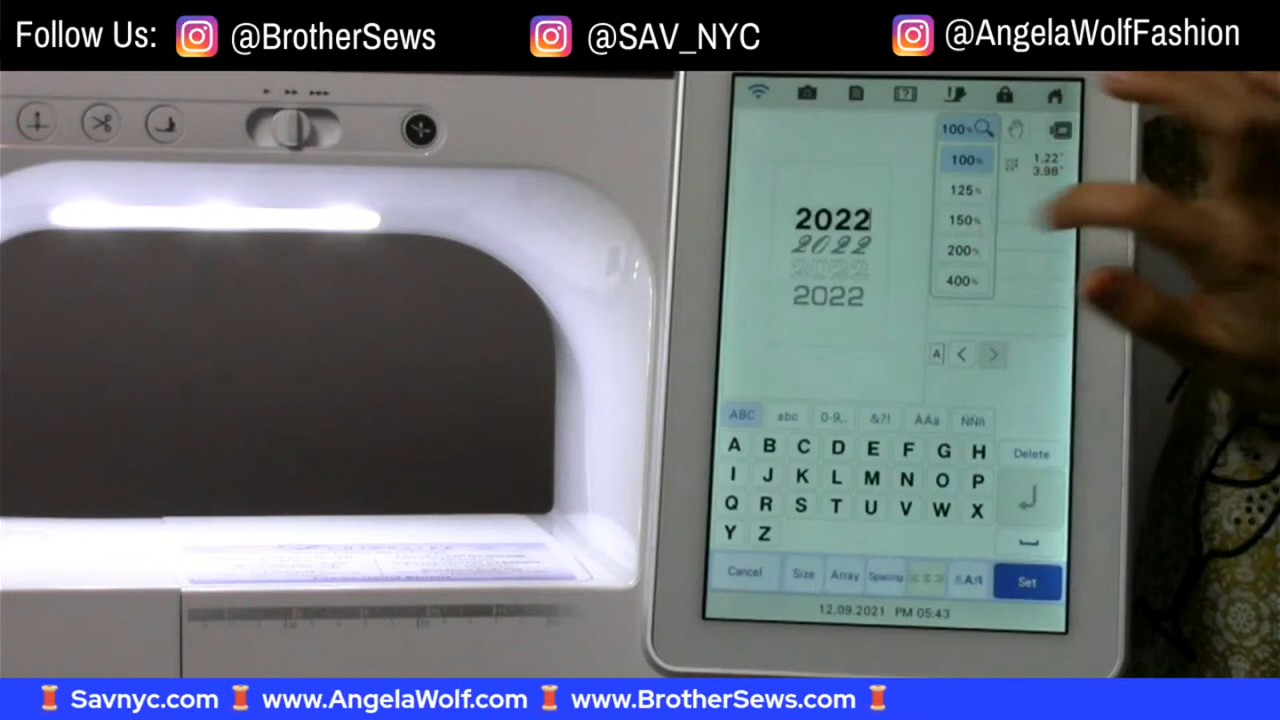 Follow Us: @BrotherSews @SAV_NYC @AngelaWolfFashion
100%
100%
125%
150%
200%
400%
1.22"
3.98"
2022
2022
2022
2022
A < >
ABC abc 0-9,. &?! ÀÄà ÑÑñ
A B C D E F G H
I J K L M N O P
Q R S T U V W X
Y Z
Delete
Cancel Size Array Spacing Set
12.09.2021 PM 05:43
Savnyc.com www.AngelaWolf.com www.BrotherSews.com